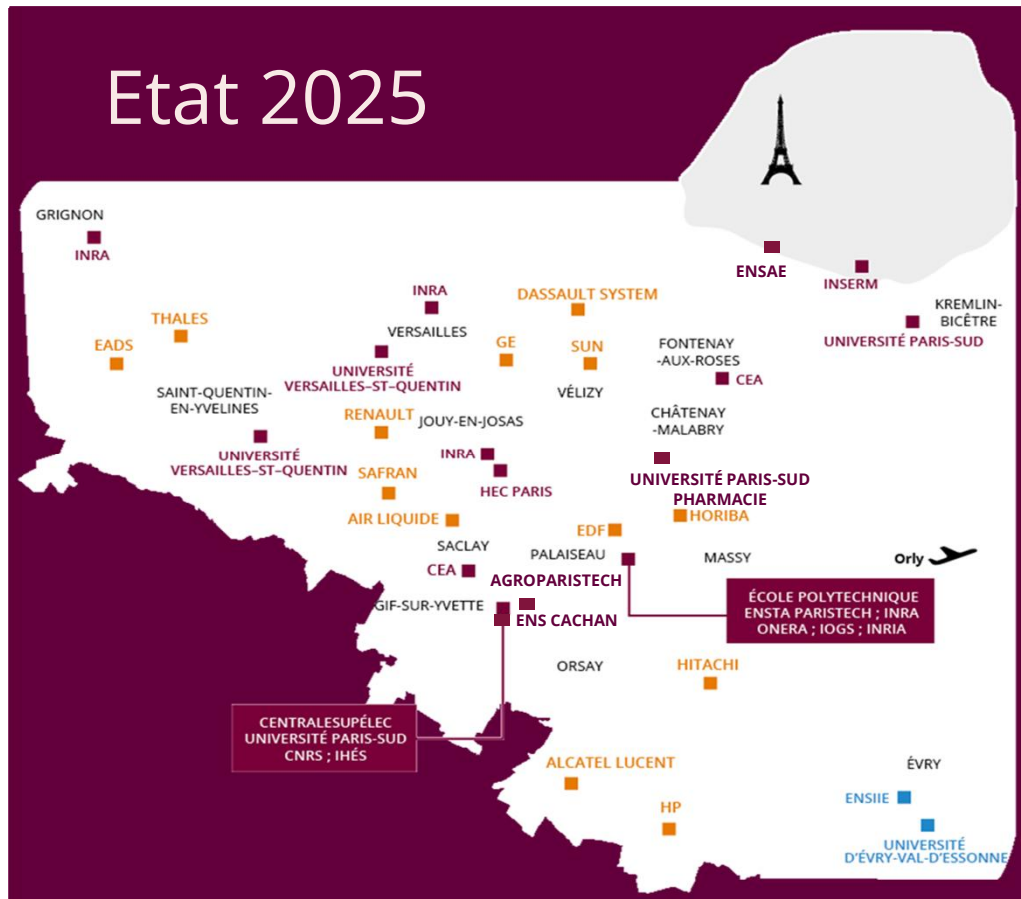 Etat 2025
GRIGNON
INRA
ENSAE
INSERM
INRA
DASSAULT SYSTEM
KREMLIN-
BICÊTRE
THALES
VERSAILLES
UNIVERSITÉ PARIS-SUD
EADS
GE
SUN
FONTENAY
-AUX-ROSES
UNIVERSITÉ
VERSAILLES–ST–QUENTIN
CEA
SAINT-QUENTIN-
EN-YVELINES
VÉLIZY
RENAULT
JOUY-EN-JOSAS
CHÂTENAY
-MALABRY
UNIVERSITÉ
VERSAILLES–ST–QUENTIN
INRA
SAFRAN
HEC PARIS
UNIVERSITÉ PARIS-SUD
PHARMACIE
AIR LIQUIDE
HORIBA
EDF
SACLAY
PALAISEAU
MASSY
Orly
CEA
AGROPARISTECH
GIF-SUR-YVETTE
ENS CACHAN
ÉCOLE POLYTECHNIQUE
ENSTA PARISTECH ; INRA
ONERA ; IOGS ; INRIA
ORSAY
HITACHI
CENTRALESUPÉLEC
UNIVERSITÉ PARIS-SUD
CNRS ; IHÉS
ALCATEL LUCENT
ÉVRY
HP
ENSIIE
UNIVERSITÉ
D'ÉVRY-VAL-D'ESSONNE